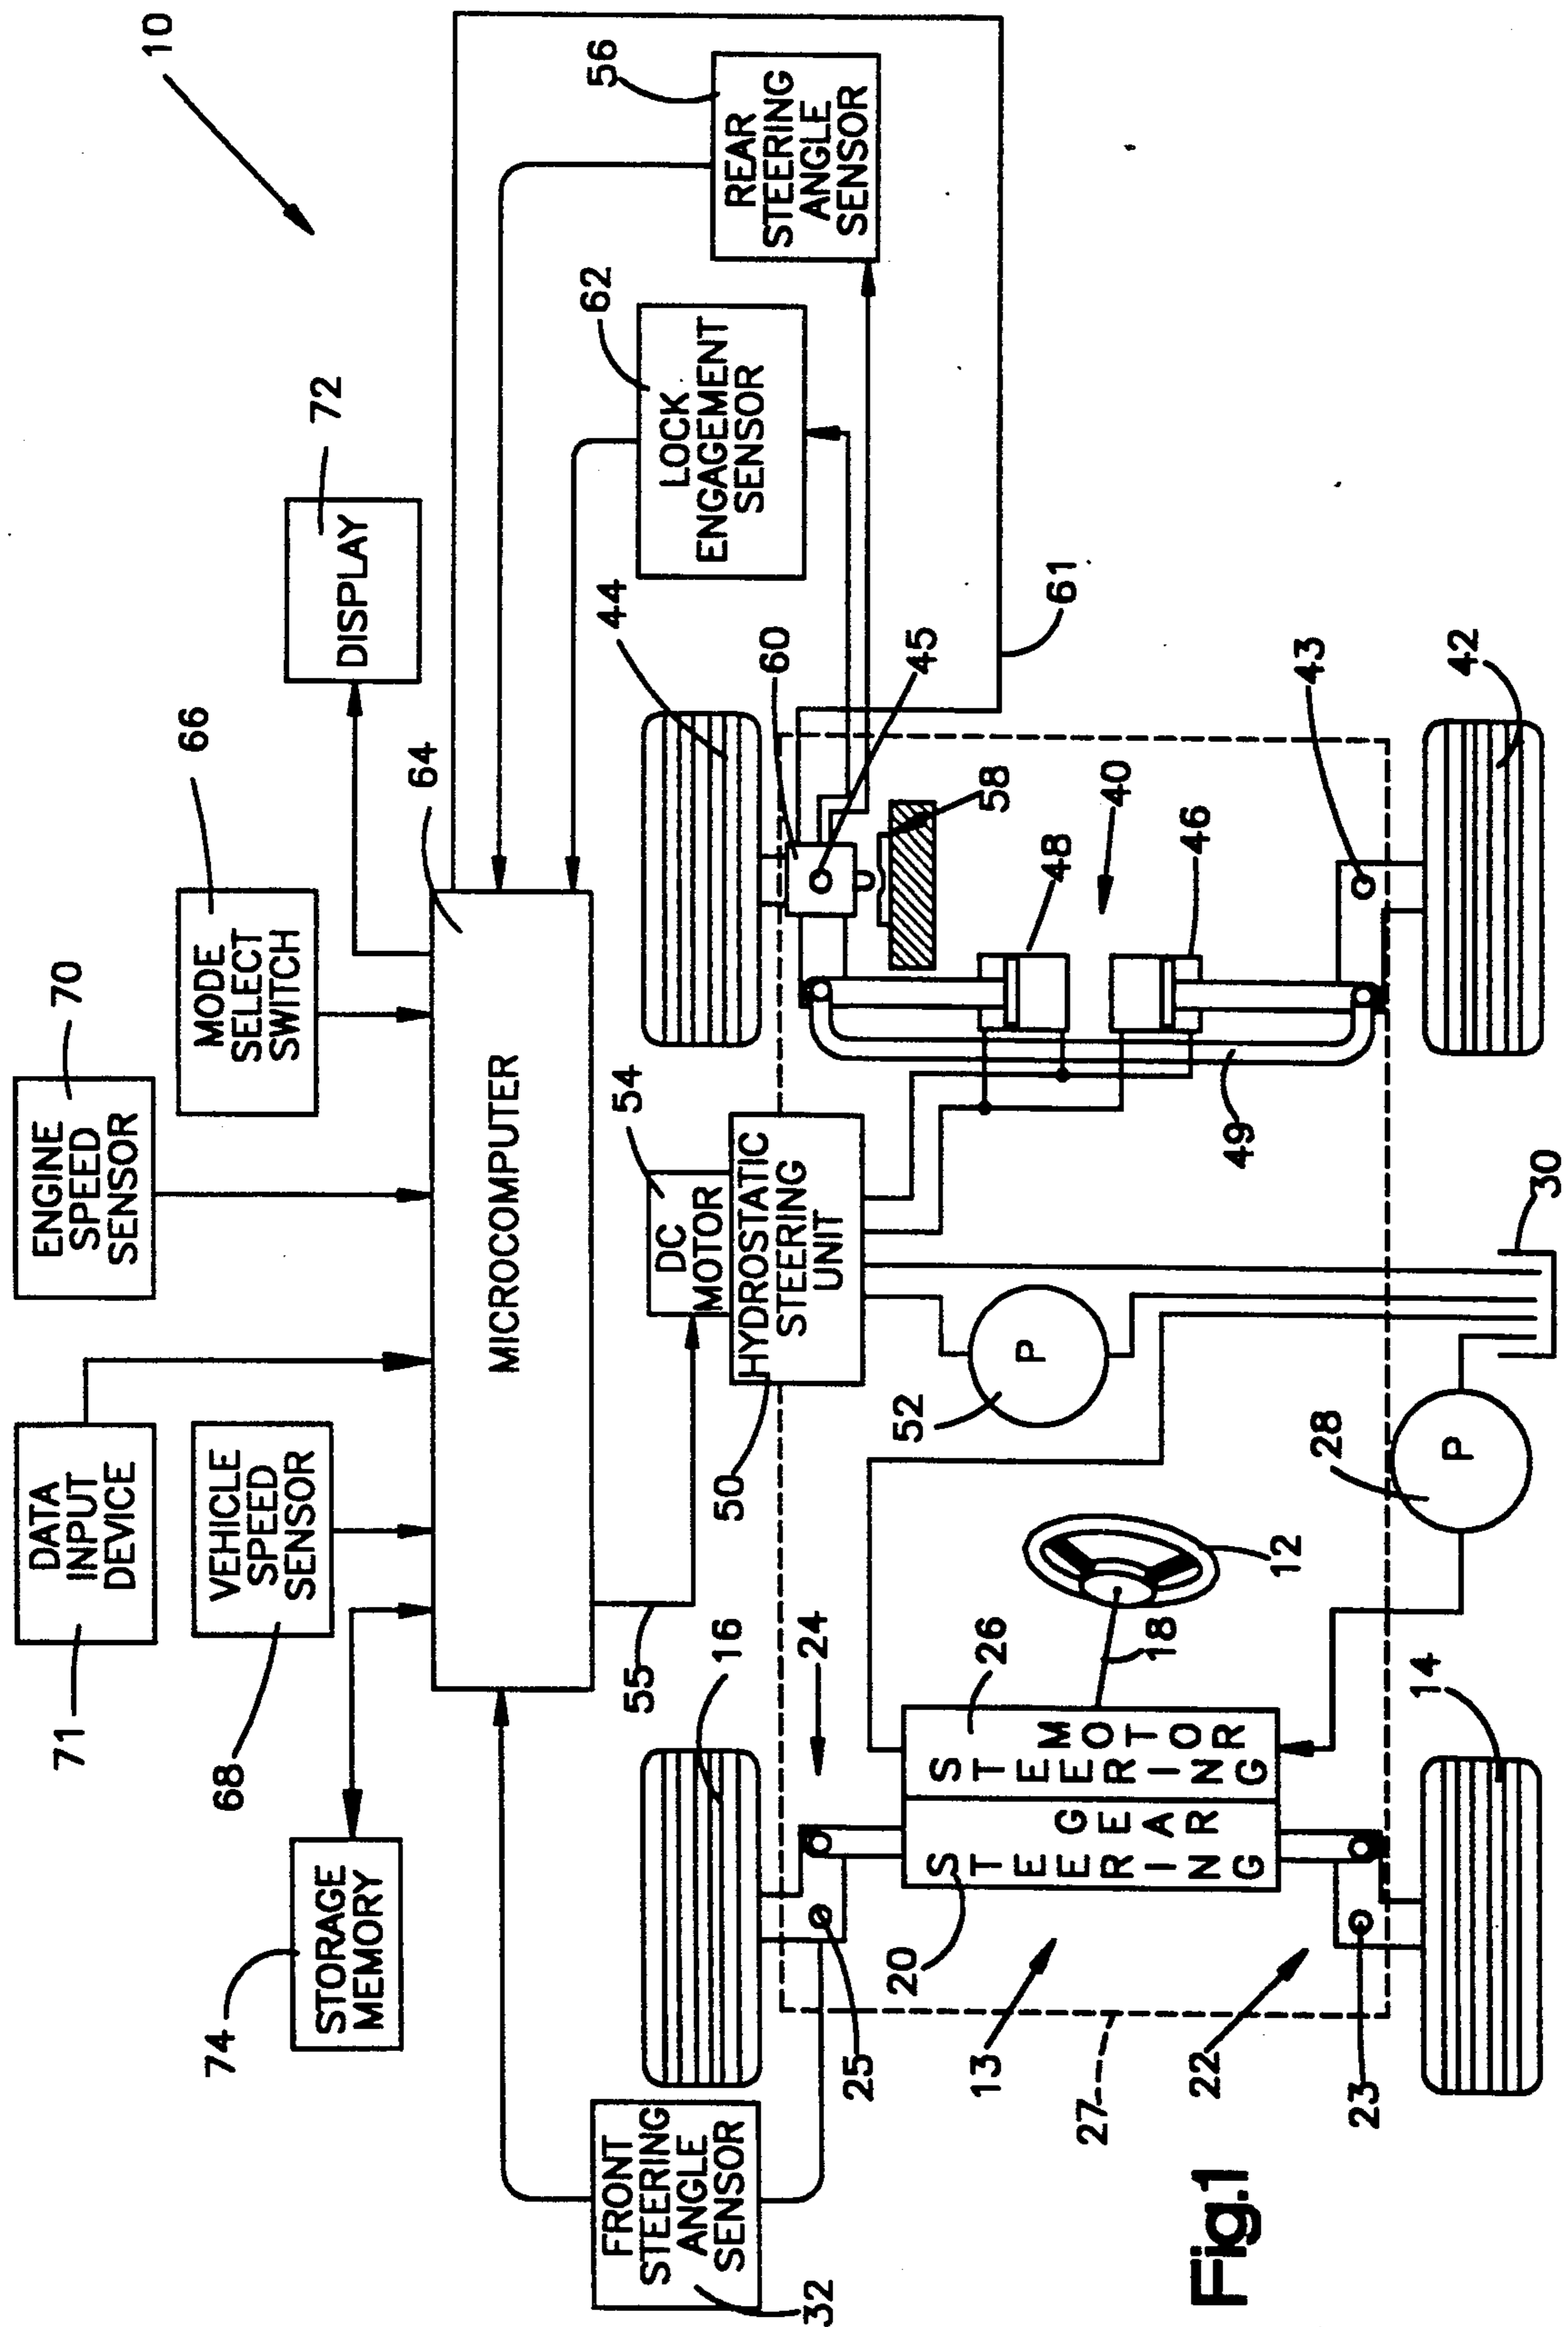 10
71
DATA
INPUT
DEVICE
70
ENGINE
SPEED
SENSOR
68
VEHICLE
SPEED
SENSOR
66
MODE
SELECT
SWITCH
74
STORAGE
MEMORY
72
DISPLAY
64
MICROCOMPUTER
32
FRONT
STEERING
ANGLE
SENSOR
62
LOCK
ENGAGEMENT
SENSOR
56
REAR
STEERING
ANGLE
SENSOR
55
54
DC
MOTOR
50
HYDROSTATIC
STEERING
UNIT
16
44
24
60
45
61
58
25
20
STEERING
GEAR
26
STEERING
MOTOR
18
12
52
P
48
40
46
43
49
13
22
27
23
14
28
P
30
42
Fig.1